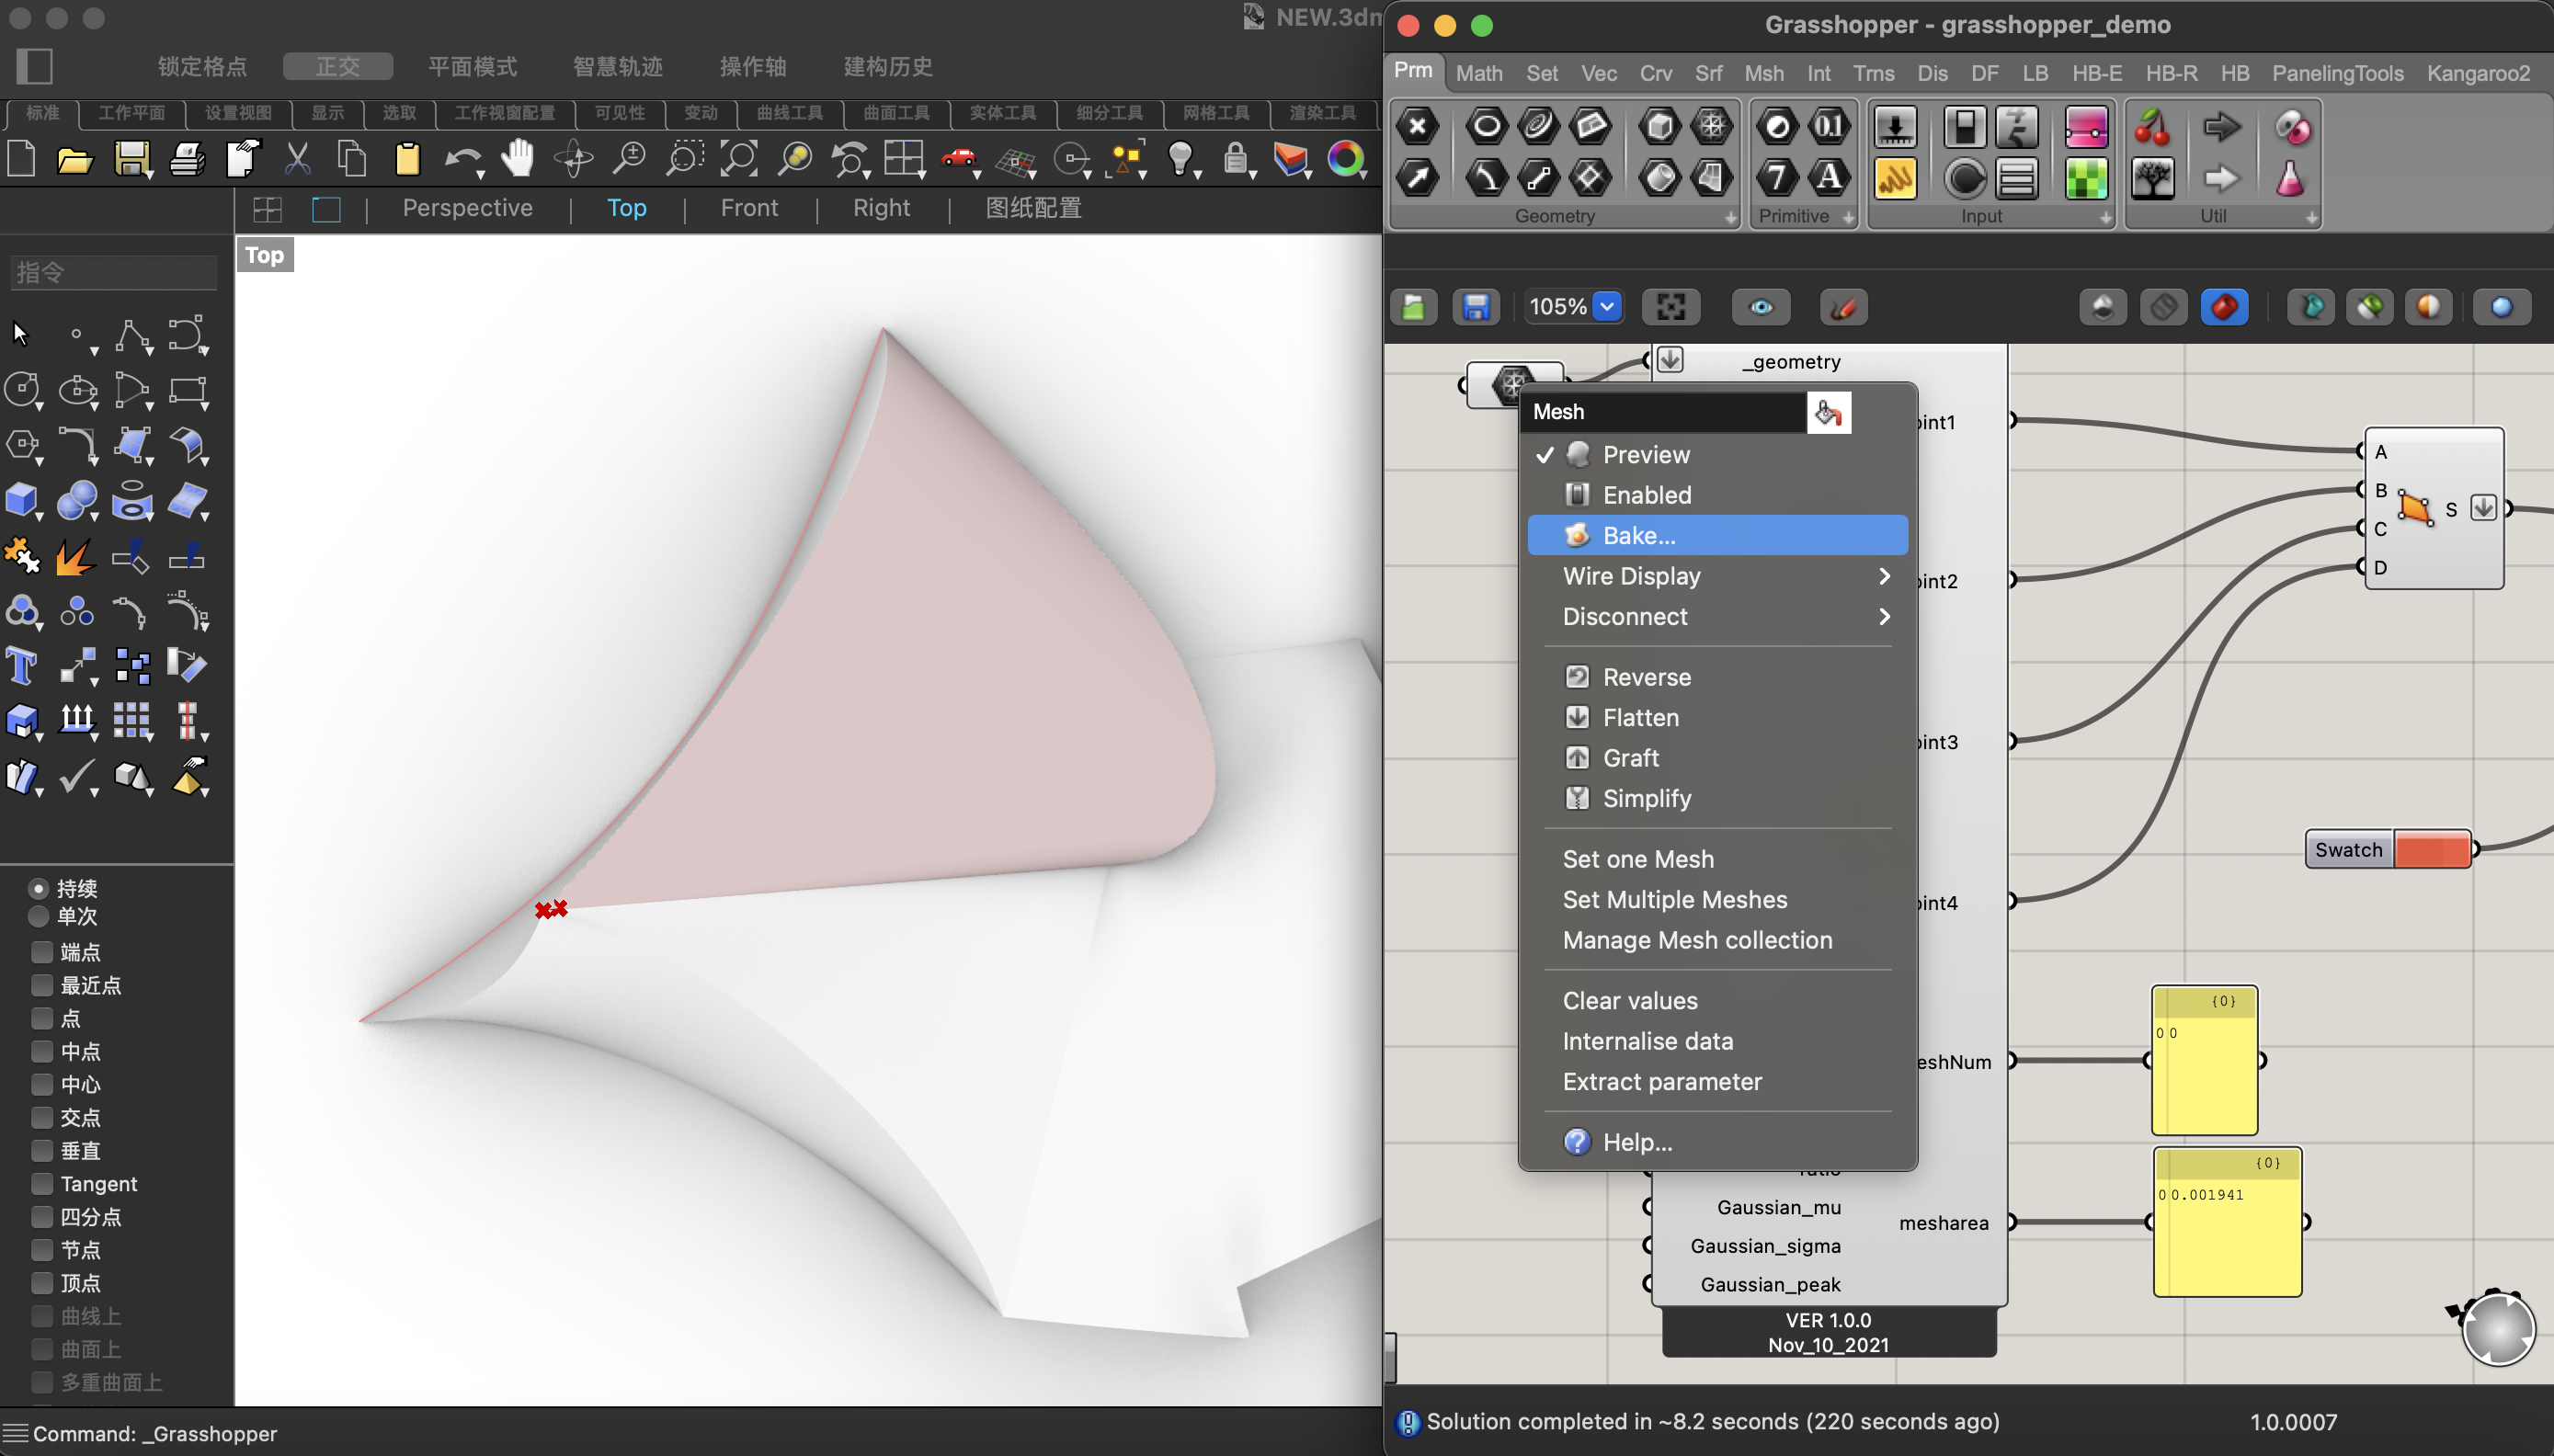 NEW.3dm
锁定格点 正交 平面模式 智慧轨迹 操作轴 建构历史
标准 工作平面 设置视图 显示 选取 工作视窗配置 可见性 变动 曲线工具 曲面工具 实体工具 细分工具 网格工具 渲染工具
Perspective Top Front Right 图纸配置
Top
指令
持续
单次
端点
最近点
点
中点
中心
交点
垂直
Tangent
四分点
节点
顶点
曲线上
曲面上
多重曲面上
Command: _Grasshopper
Grasshopper - grasshopper_demo
Prm Math Set Vec Crv Srf Msh Int Trns Dis DF LB HB-E HB-R HB PanelingTools Kangaroo2
0.1
7 A
Geometry Primitive Input Util
105%
_geometry
Mesh
Preview
Enabled
Bake...
Wire Display
Disconnect
Reverse
Flatten
Graft
Simplify
Set one Mesh
Set Multiple Meshes
Manage Mesh collection
Clear values
Internalise data
Extract parameter
Help...
oint1
oint2
oint3
oint4
eshNum
mesharea
Gaussian_mu
Gaussian_sigma
Gaussian_peak
VER 1.0.0
Nov_10_2021
A
B
C
D
S
Swatch
{0}
0 0
{0}
0 0.001941
Solution completed in ~8.2 seconds (220 seconds ago)
1.0.0007